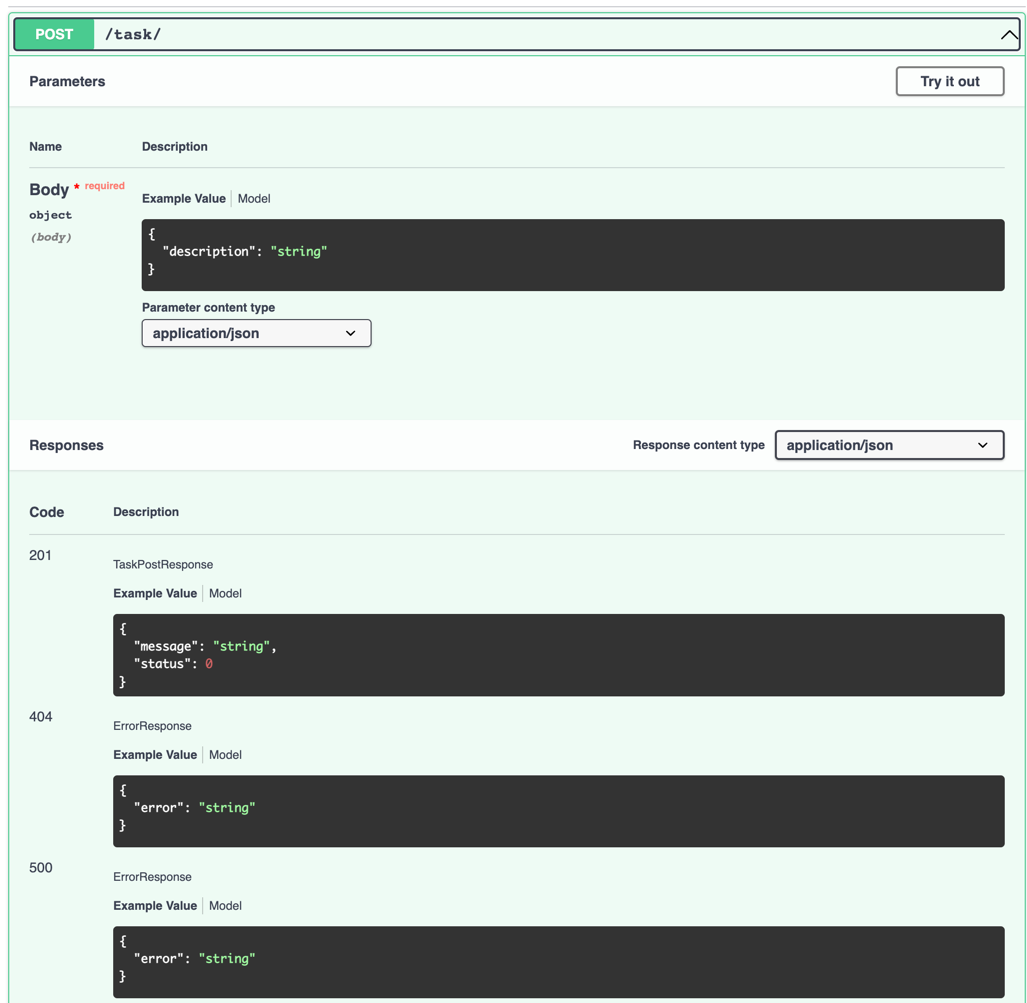 POST /task/
Parameters Try it out
Name Description
Body * required
object
(body)
Example Value Model
{
  "description": "string"
}
Parameter content type
application/json
Responses Response content type application/json
Code Description
201
TaskPostResponse
Example Value Model
{
  "message": "string",
  "status": 0
}
404
ErrorResponse
Example Value Model
{
  "error": "string"
}
500
ErrorResponse
Example Value Model
{
  "error": "string"
}